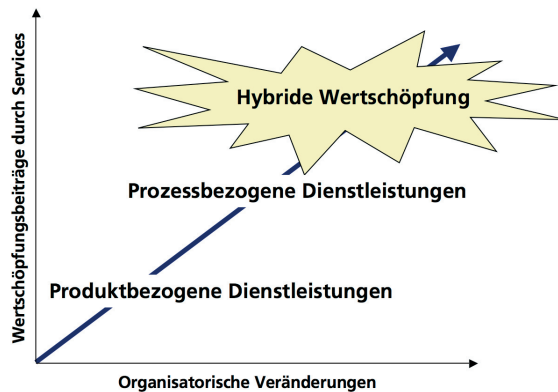 Wertschöpfungsbeiträge durch Services
Hybride Wertschöpfung
Prozessbezogene Dienstleistungen
Produktbezogene Dienstleistungen
Organisatorische Veränderungen